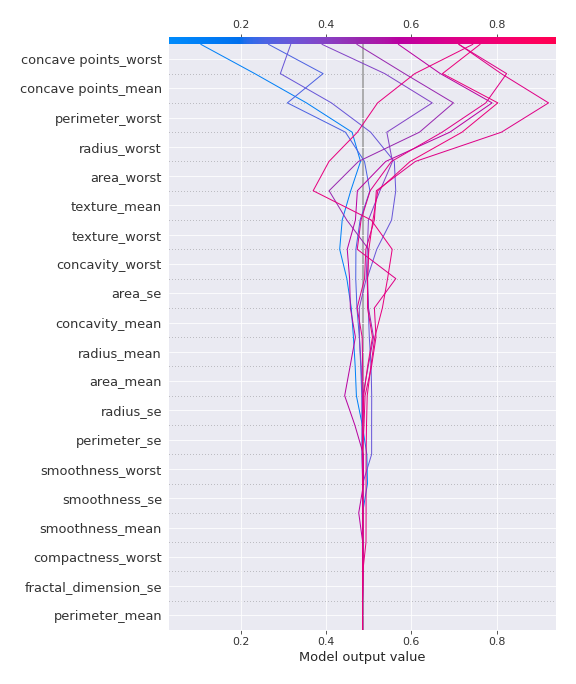 0.2 0.4 0.6 0.8
concave points_worst
concave points_mean
perimeter_worst
radius_worst
area_worst
texture_mean
texture_worst
concavity_worst
area_se
concavity_mean
radius_mean
area_mean
radius_se
perimeter_se
smoothness_worst
smoothness_se
smoothness_mean
compactness_worst
fractal_dimension_se
perimeter_mean
0.2 0.4 0.6 0.8
Model output value